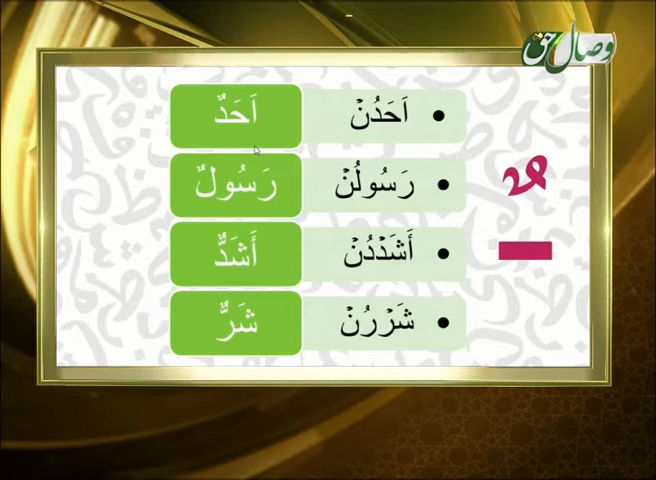 وصال حق
اَحَدُنْ اَحَدٌ
رَسُولُنْ رَسُولٌ
أَشَدْدُنْ أَشَدٌّ
شَرْرُنْ شَرٌّ